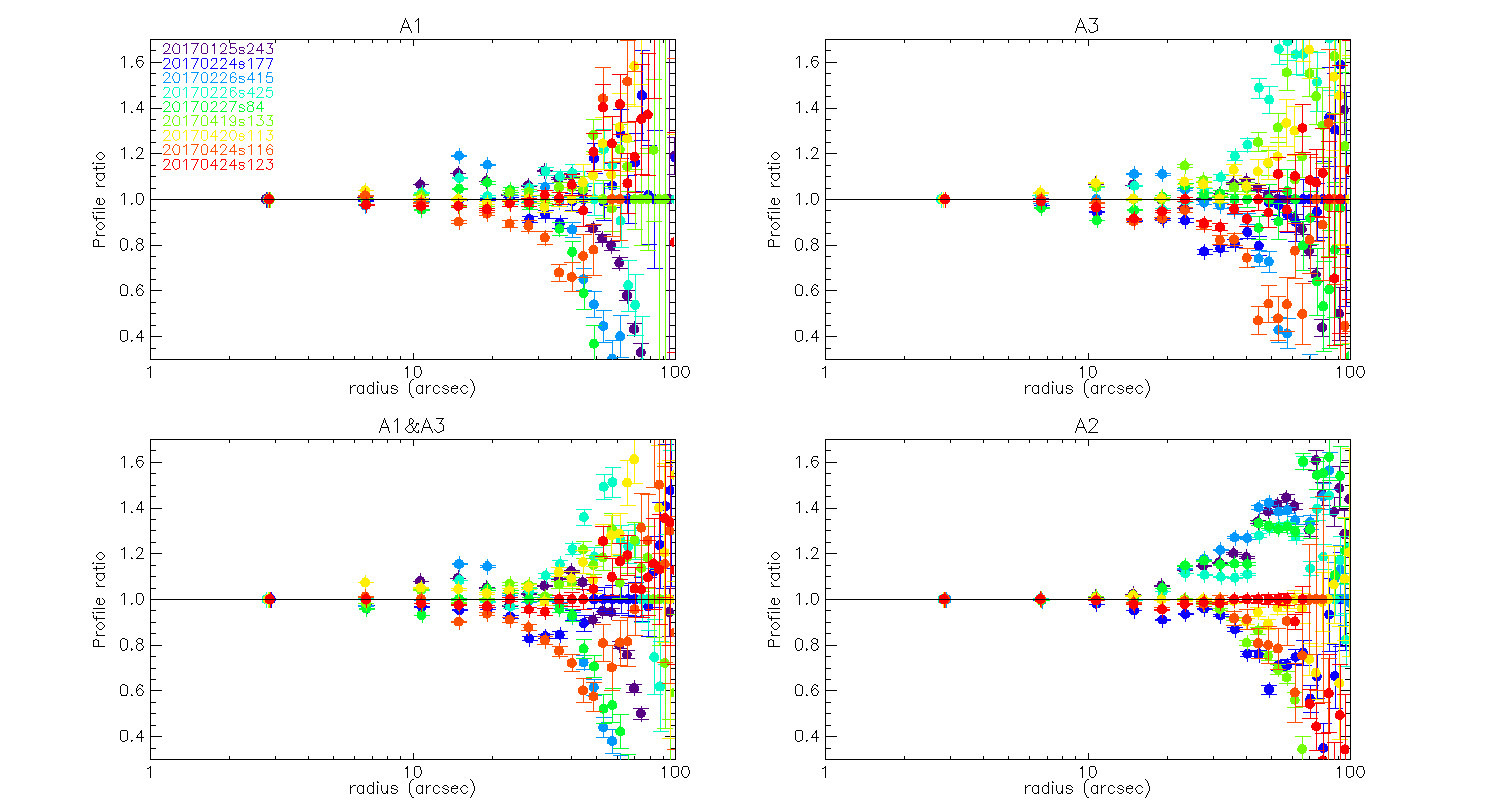 A1
20170125s243
20170224s177
20170226s415
20170226s425
20170227s84
20170419s133
20170420s113
20170424s116
20170424s123
1.6
1.4
1.2
1.0
0.8
0.6
0.4
Profile ratio
1 10 100
radius (arcsec)
A3
1.6
1.4
1.2
1.0
0.8
0.6
0.4
Profile ratio
1 10 100
radius (arcsec)
A1&A3
1.6
1.4
1.2
1.0
0.8
0.6
0.4
Profile ratio
1 10 100
radius (arcsec)
A2
1.6
1.4
1.2
1.0
0.8
0.6
0.4
Profile ratio
1 10 100
radius (arcsec)